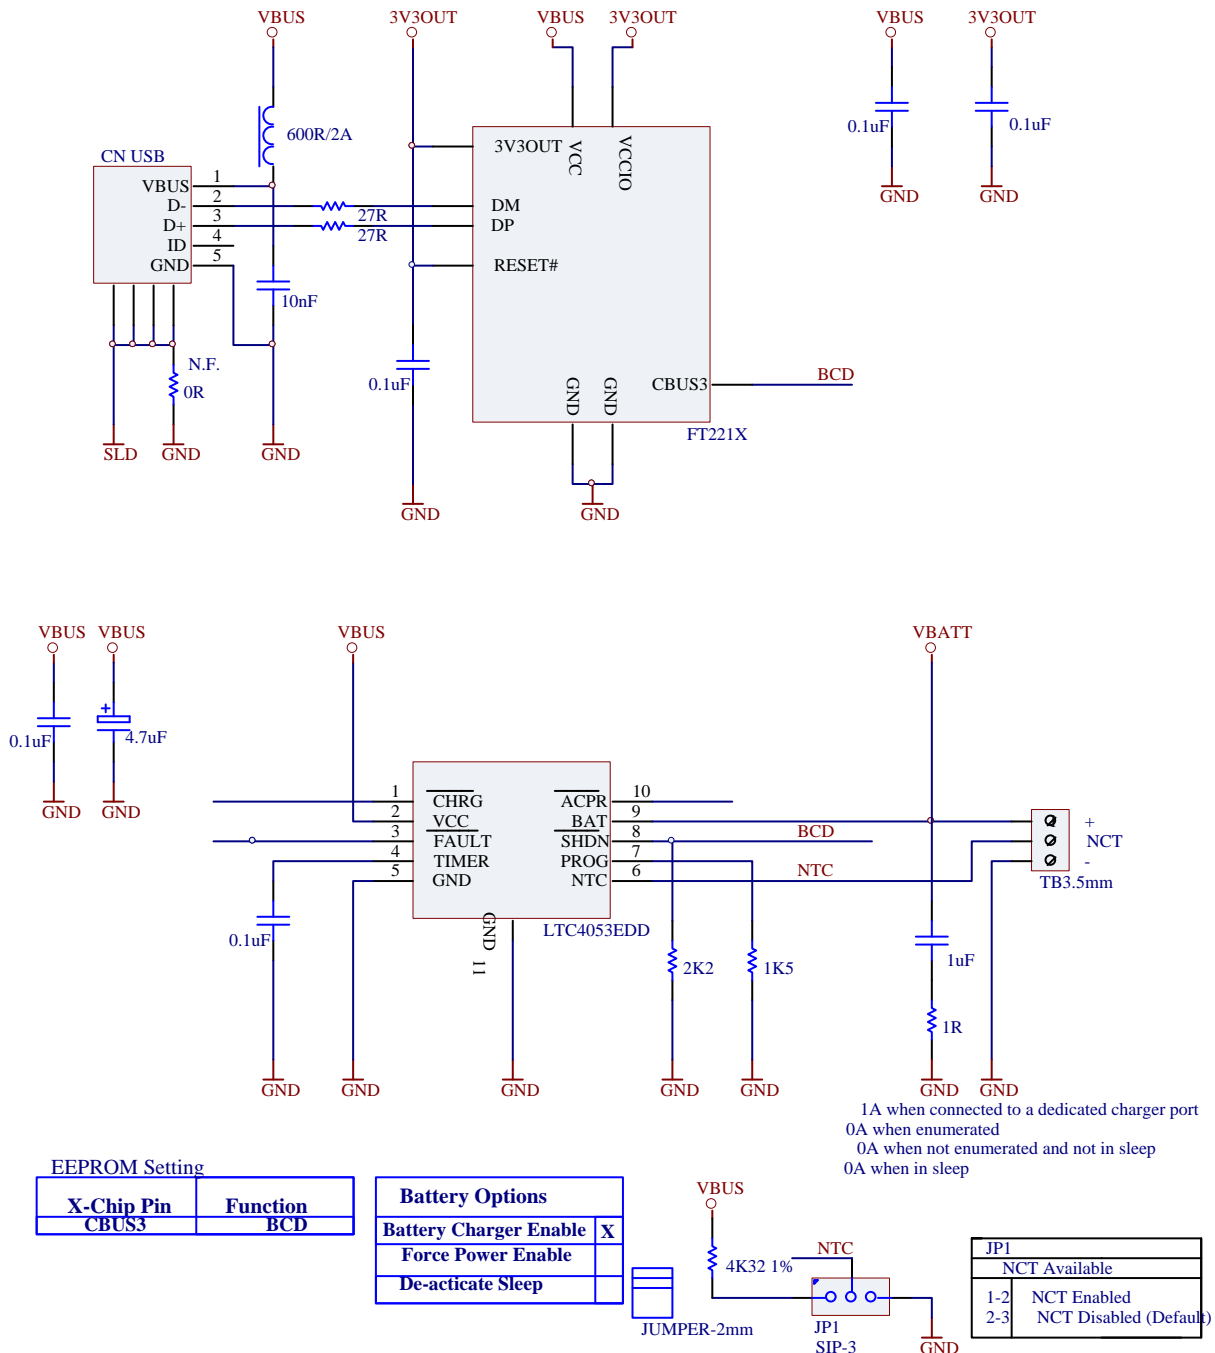 VBUS 3V3OUT VBUS 3V3OUT VBUS 3V3OUT
600R/2A
0.1uF 0.1uF
GND GND
CN USB
VBUS 1
D- 2
D+ 3
ID 4
GND 5
27R
27R
10nF
N.F.
0R
SLD GND GND
0.1uF
GND
3V3OUT
VCC
VCCIO
DM
DP
RESET#
GND
GND
CBUS3
BCD
FT221X
GND
VBUS VBUS VBUS VBATT
0.1uF 4.7uF
GND GND
1 CHRG ACPR 10
2 VCC BAT 9
3 FAULT SHDN 8 BCD
4 TIMER PROG 7
5 GND NTC 6 NTC
GND 11
LTC4053EDD
+
NCT
-
TB3.5mm
0.1uF
2K2 1K5
1uF
1R
GND GND GND GND GND GND GND
1A when connected to a dedicated charger port
0A when enumerated
0A when not enumerated and not in sleep
0A when in sleep
EEPROM Setting
X-Chip Pin Function
CBUS3 BCD
Battery Options
Battery Charger Enable X
Force Power Enable
De-acticate Sleep
JUMPER-2mm
VBUS
4K32 1%
NTC
JP1
SIP-3
GND
JP1
NCT Available
1-2 NCT Enabled
2-3 NCT Disabled (Default)